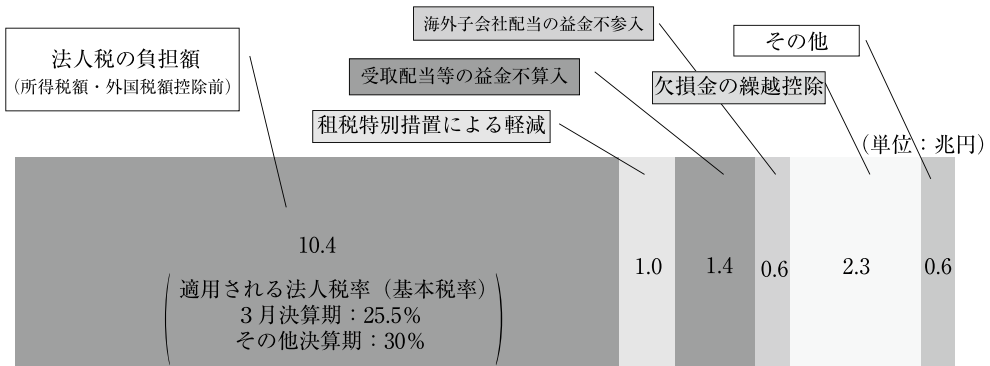 海外子会社配当の益金不参入
その他
法人税の負担額
（所得税額・外国税額控除前）
受取配当等の益金不算入
欠損金の繰越控除
租税特別措置による軽減
（単位：兆円）
10.4
1.0
1.4
0.6
2.3
0.6
適用される法人税率（基本税率）
３月決算期：25.5%
その他決算期：30%